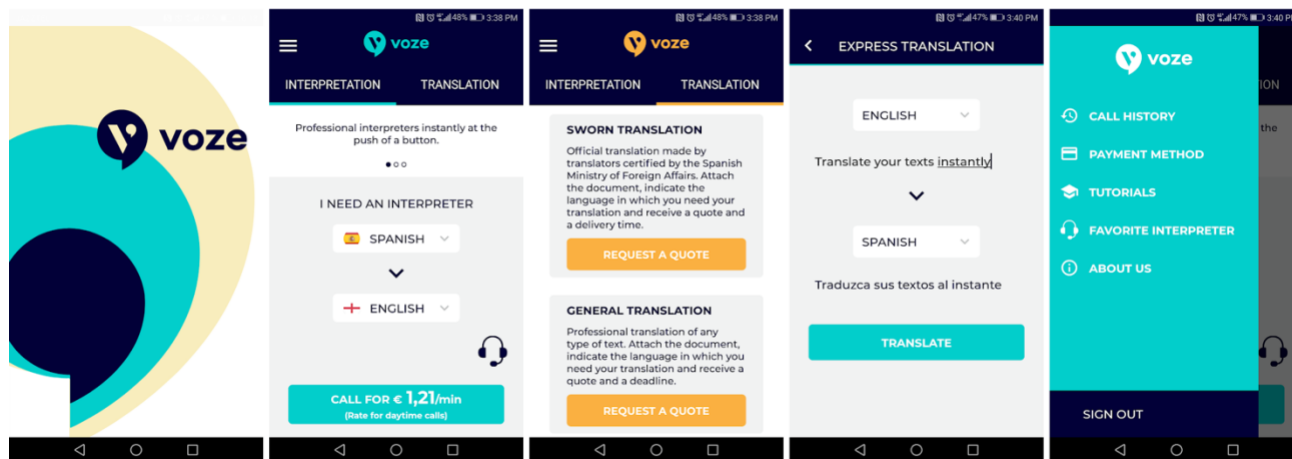 voze
48% 3:38 PM
voze
INTERPRETATION TRANSLATION
Professional interpreters instantly at the
push of a button.
I NEED AN INTERPRETER
SPANISH
ENGLISH
CALL FOR € 1,21/min
(Rate for daytime calls)
48% 3:38 PM
voze
INTERPRETATION TRANSLATION
SWORN TRANSLATION
Official translation made by
translators certified by the Spanish
Ministry of Foreign Affairs. Attach
the document, indicate the
language in which you need your
translation and receive a quote and
a delivery time.
REQUEST A QUOTE
GENERAL TRANSLATION
Professional translation of any
type of text. Attach the document,
indicate the language in which you
need your translation and receive a
quote and a deadline.
REQUEST A QUOTE
47% 3:40 PM
EXPRESS TRANSLATION
ENGLISH
Translate your texts instantly
SPANISH
Traduzca sus textos al instante
TRANSLATE
47% 3:40 P
voze
ION
the
CALL HISTORY
PAYMENT METHOD
TUTORIALS
FAVORITE INTERPRETER
ABOUT US
SIGN OUT